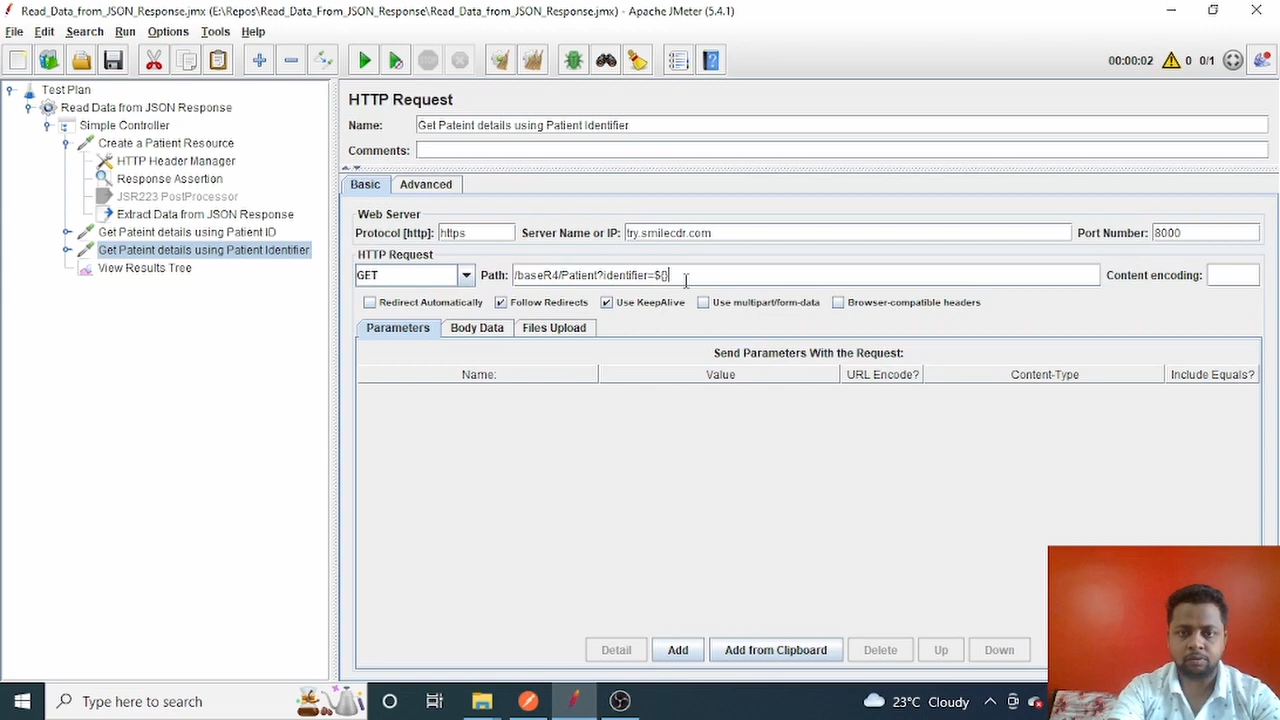 Read_Data_from_JSON_Response.jmx (E:\Repos\Read_Data_From_JSON_Response\Read_Data_from_JSON_Response.jmx) - Apache JMeter (5.4.1)
File Edit Search Run Options Tools Help
00:00:02 0 0/1
Test Plan
Read Data from JSON Response
Simple Controller
Create a Patient Resource
HTTP Header Manager
Response Assertion
JSR223 PostProcessor
Extract Data from JSON Response
Get Pateint details using Patient ID
Get Pateint details using Patient Identifier
View Results Tree
HTTP Request
Name: Get Pateint details using Patient Identifier
Comments:
Basic Advanced
Web Server
Protocol [http]: https Server Name or IP: try.smilecdr.com Port Number: 8000
HTTP Request
GET Path: /baseR4/Patient?identifier=${} Content encoding:
Redirect Automatically Follow Redirects Use KeepAlive Use multipart/form-data Browser-compatible headers
Parameters Body Data Files Upload
Send Parameters With the Request:
Name: Value URL Encode? Content-Type Include Equals?
Detail Add Add from Clipboard Delete Up Down
Type here to search
23°C Cloudy